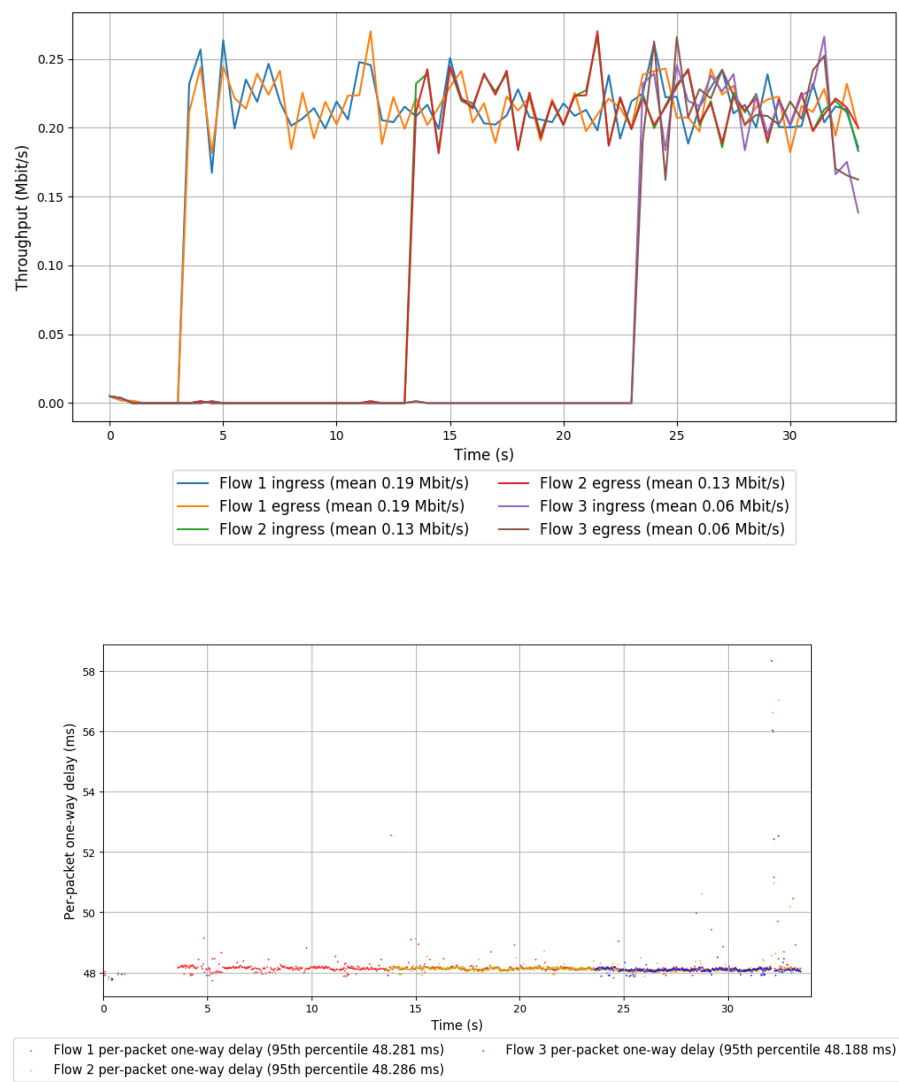 0.25
0.20
0.15
0.10
0.05
0.00
Throughput (Mbit/s)
0 5 10 15 20 25 30
Time (s)
Flow 1 ingress (mean 0.19 Mbit/s) Flow 2 egress (mean 0.13 Mbit/s)
Flow 1 egress (mean 0.19 Mbit/s) Flow 3 ingress (mean 0.06 Mbit/s)
Flow 2 ingress (mean 0.13 Mbit/s) Flow 3 egress (mean 0.06 Mbit/s)
58
56
54
52
50
48
Per-packet one-way delay (ms)
0 5 10 15 20 25 30
Time (s)
Flow 1 per-packet one-way delay (95th percentile 48.281 ms) Flow 3 per-packet one-way delay (95th percentile 48.188 ms)
Flow 2 per-packet one-way delay (95th percentile 48.286 ms)